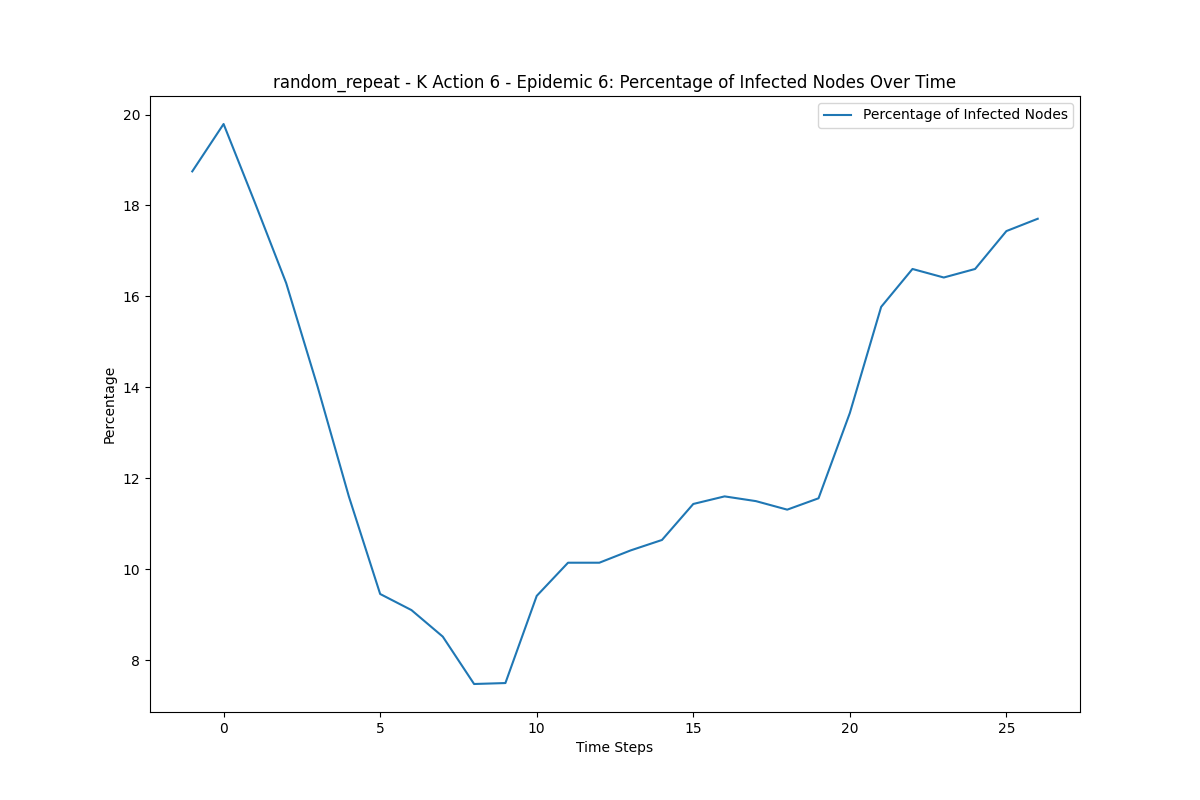 random_repeat - K Action 6 - Epidemic 6: Percentage of Infected Nodes Over Time
Percentage of Infected Nodes
20
18
16
14
12
10
8
Percentage
0 5 10 15 20 25
Time Steps